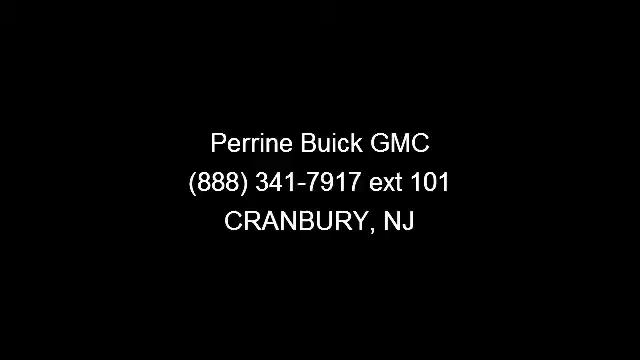 Perrine Buick GMC
(888) 341-7917 ext 101
CRANBURY, NJ